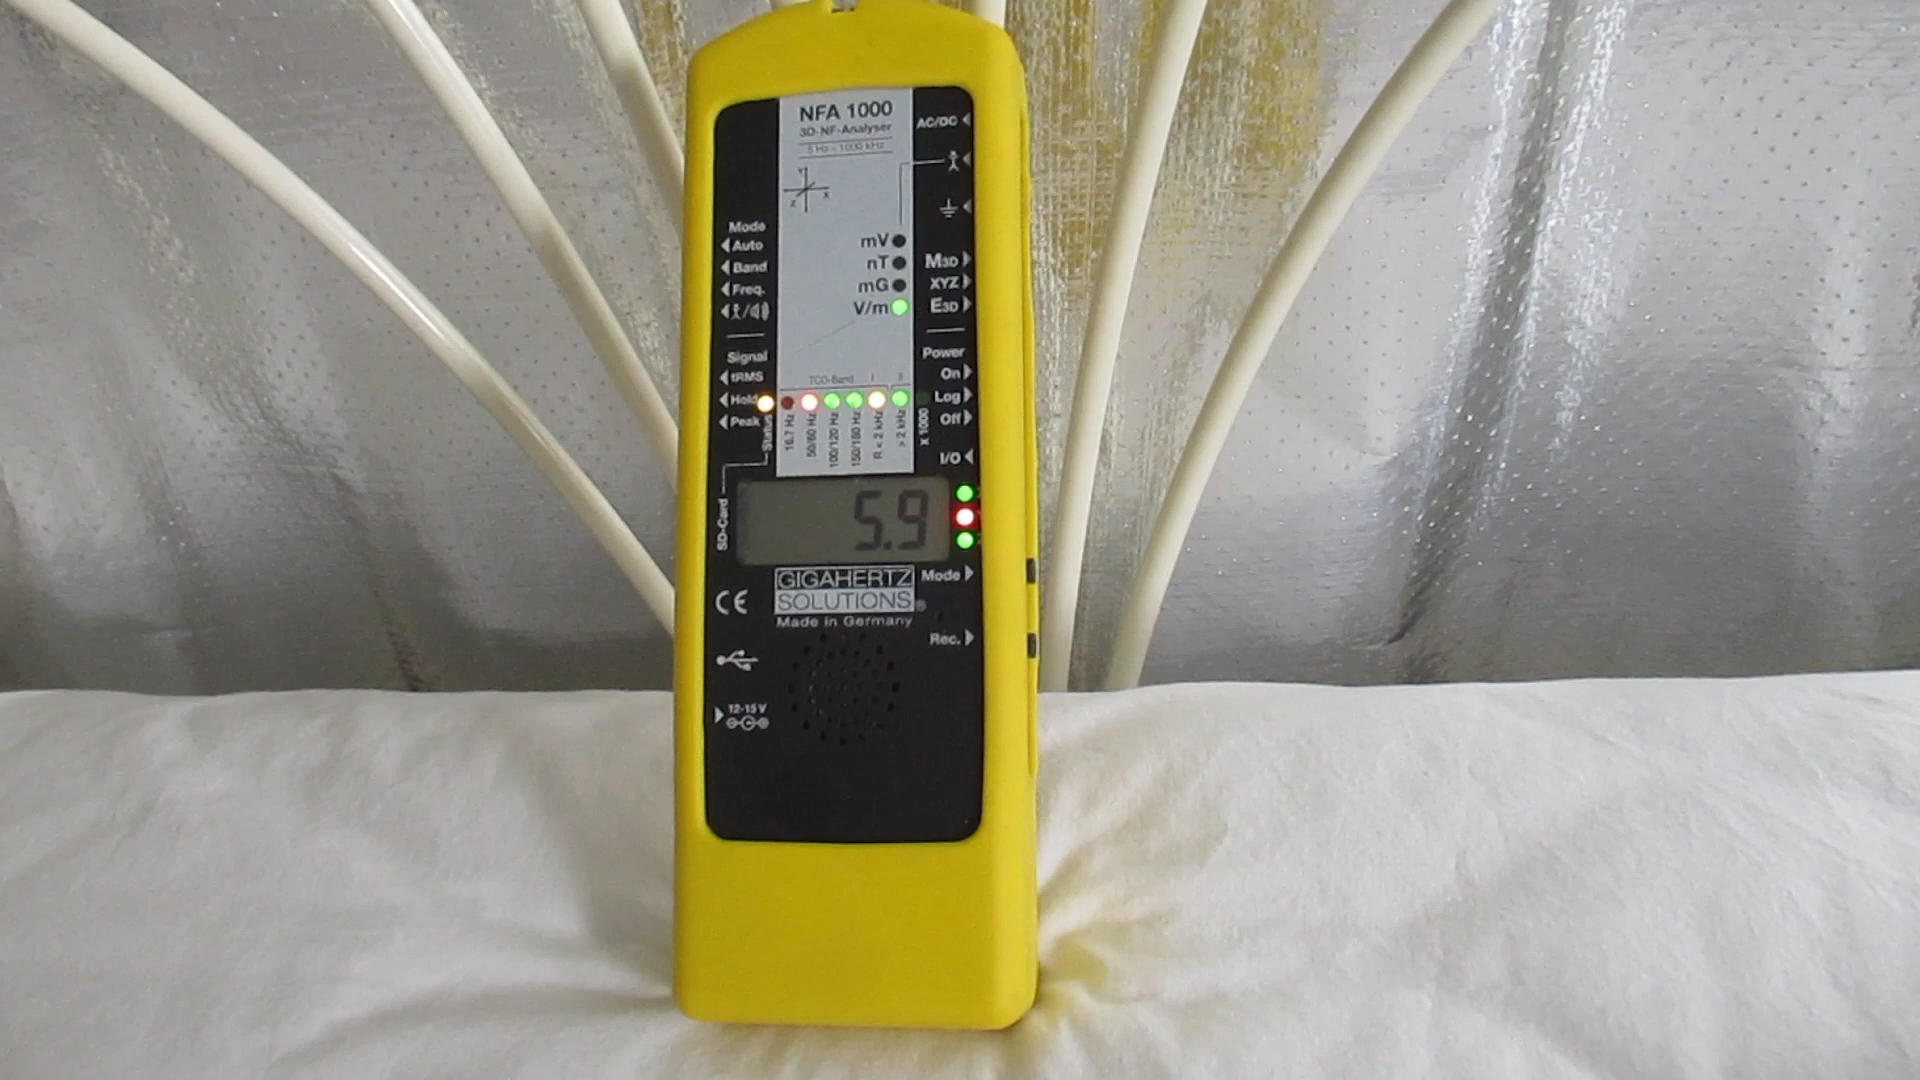 NFA 1000
3D-NF-Analyser
5 Hz - 1000 kHz
AC/DC
Y
X
Z
Mode
Auto
Band
Freq.
mV
nT
mG
V/m
M3D
XYZ
E3D
Signal
tRMS
Hold
Peak
Power
On
Log
Off
I/O
TCO-Band I II
Status
16.7 Hz
50/60 Hz
100/120 Hz
150/180 Hz
R < 2 kHz
> 2 kHz
x 1000
SD-Card
5.9
GIGAHERTZ
SOLUTIONS®
Made in Germany
Mode
Rec.
CE
12-15 V